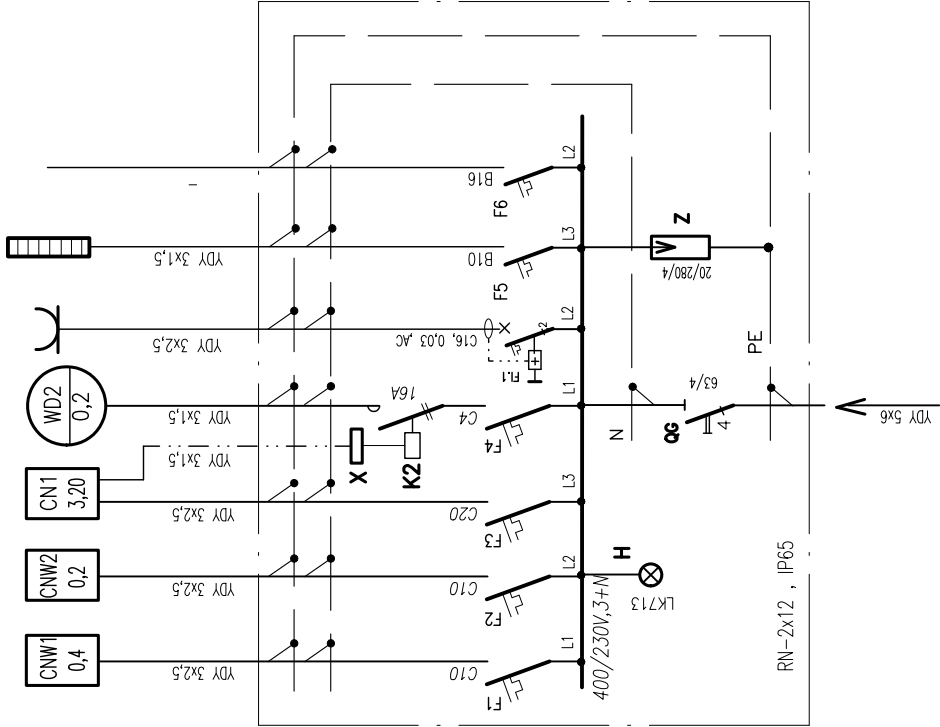 B16
L2
F6
YDY 3x1,5
B10
L3
F5
Z
20/280/4
YDY 3x2,5
C16, 0,03 ,AC
x2
L2
FI.1
PE
WD2
0,2
YDY 3x1,5
16A
C4
L1
F4
N
QG
63/4
4
YDY 5x6
YDY 3x1,5
X
K2
CN1
3,20
YDY 3x2,5
C20
L3
F3
CNW2
0,2
YDY 3x2,5
C10
L2
F2
H
LK713
400/230V,3+N
RN-2x12 , IP65
CNW1
0,4
YDY 3x2,5
C10
L1
F1